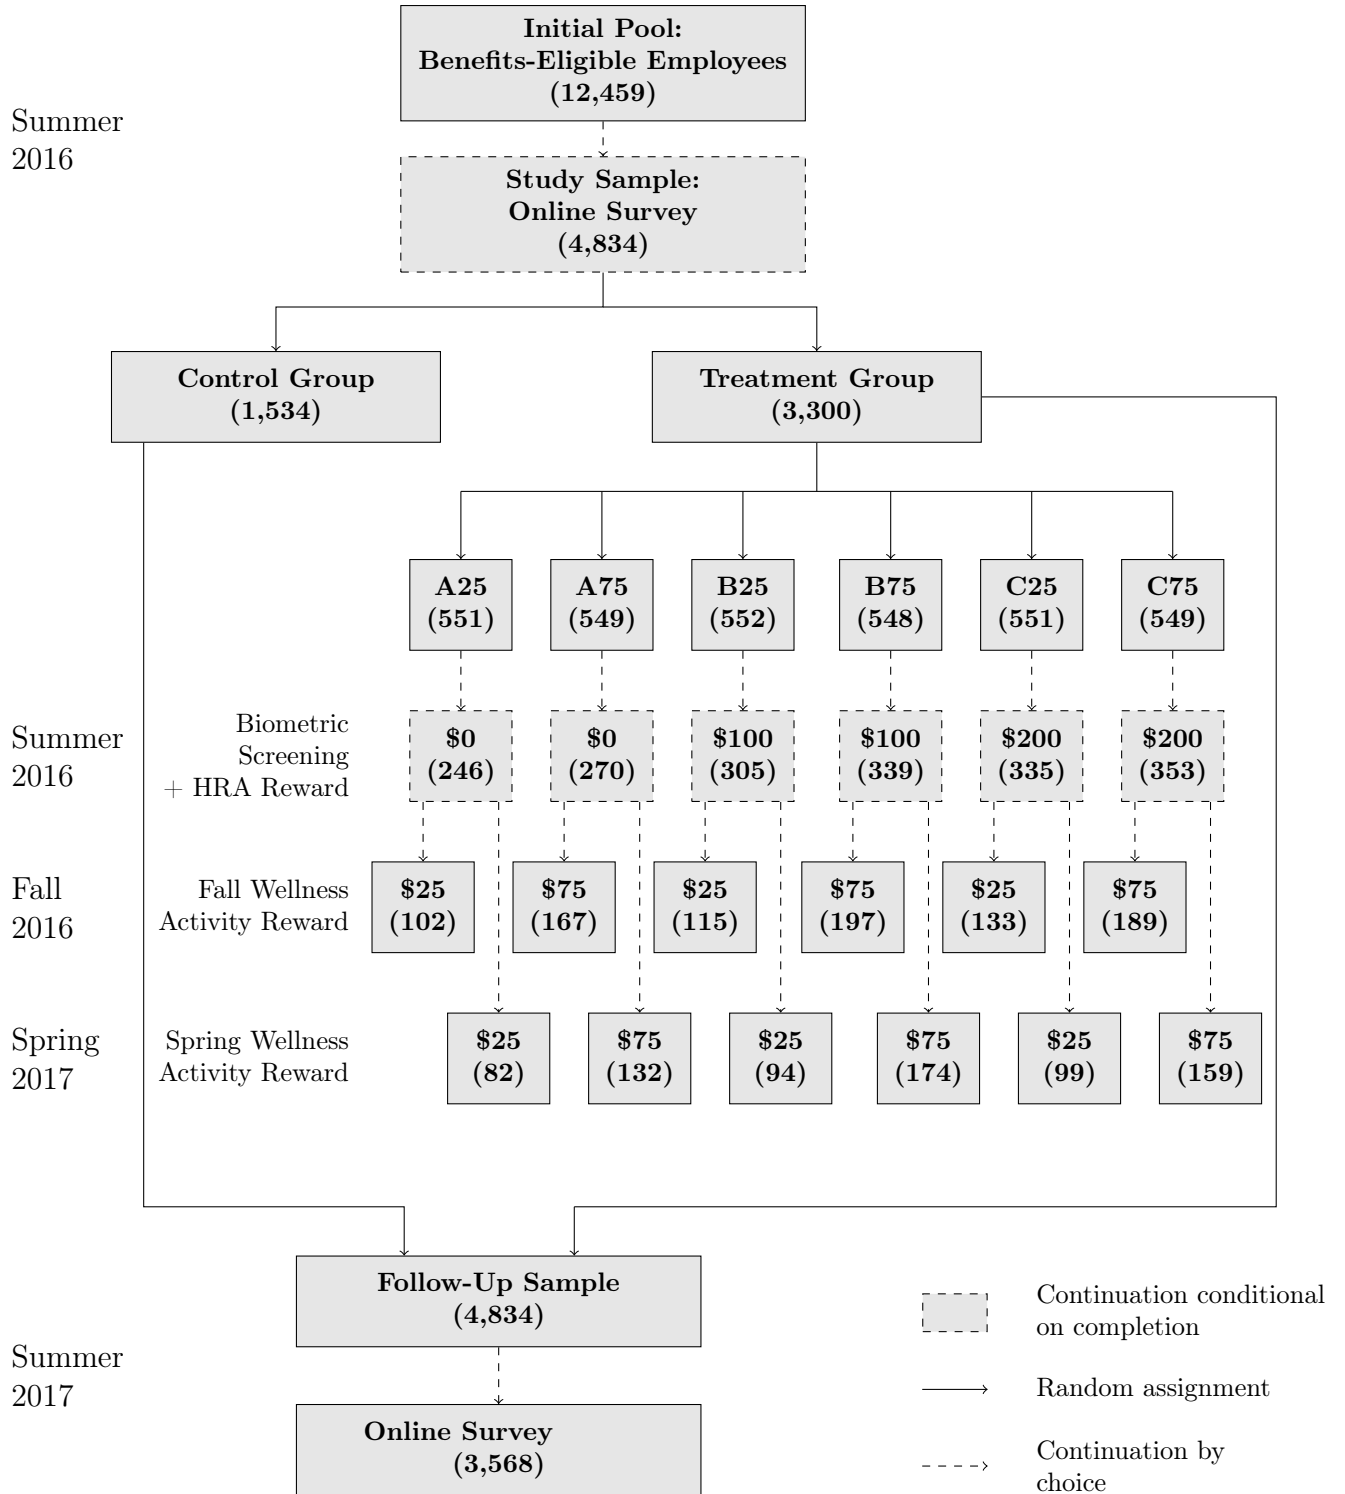 Initial Pool:
Benefits-Eligible Employees
(12,459)
Summer
2016
Study Sample:
Online Survey
(4,834)
Control Group
(1,534)
Treatment Group
(3,300)
A25
(551)
A75
(549)
B25
(552)
B75
(548)
C25
(551)
C75
(549)
Summer
2016
Biometric
Screening
+ HRA Reward
$0
(246)
$0
(270)
$100
(305)
$100
(339)
$200
(335)
$200
(353)
Fall
2016
Fall Wellness
Activity Reward
$25
(102)
$75
(167)
$25
(115)
$75
(197)
$25
(133)
$75
(189)
Spring
2017
Spring Wellness
Activity Reward
$25
(82)
$75
(132)
$25
(94)
$75
(174)
$25
(99)
$75
(159)
Follow-Up Sample
(4,834)
Summer
2017
Online Survey
(3,568)
Continuation conditional
on completion
Random assignment
Continuation by
choice